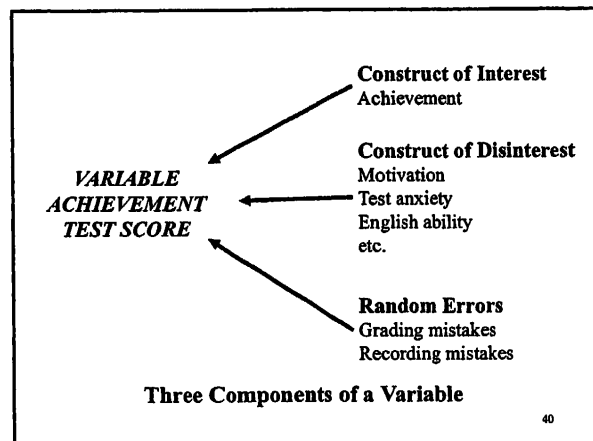 Construct of Interest
Achievement
Construct of Disinterest
Motivation
Test anxiety
English ability
etc.
VARIABLE
ACHIEVEMENT
TEST SCORE
Random Errors
Grading mistakes
Recording mistakes
Three Components of a Variable
40